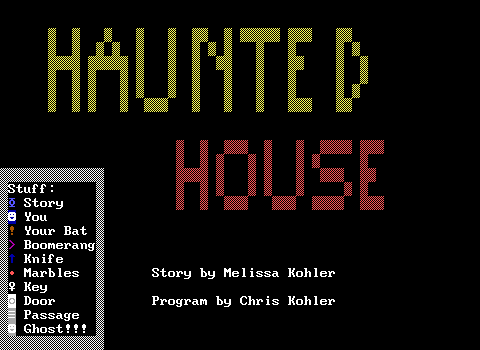 HAUNTED
HOUSE
Stuff:
Story
You
Your Bat
Boomerang
Knife
Marbles
Key
Door
Passage
Ghost!!!
Story by Melissa Kohler
Program by Chris Kohler